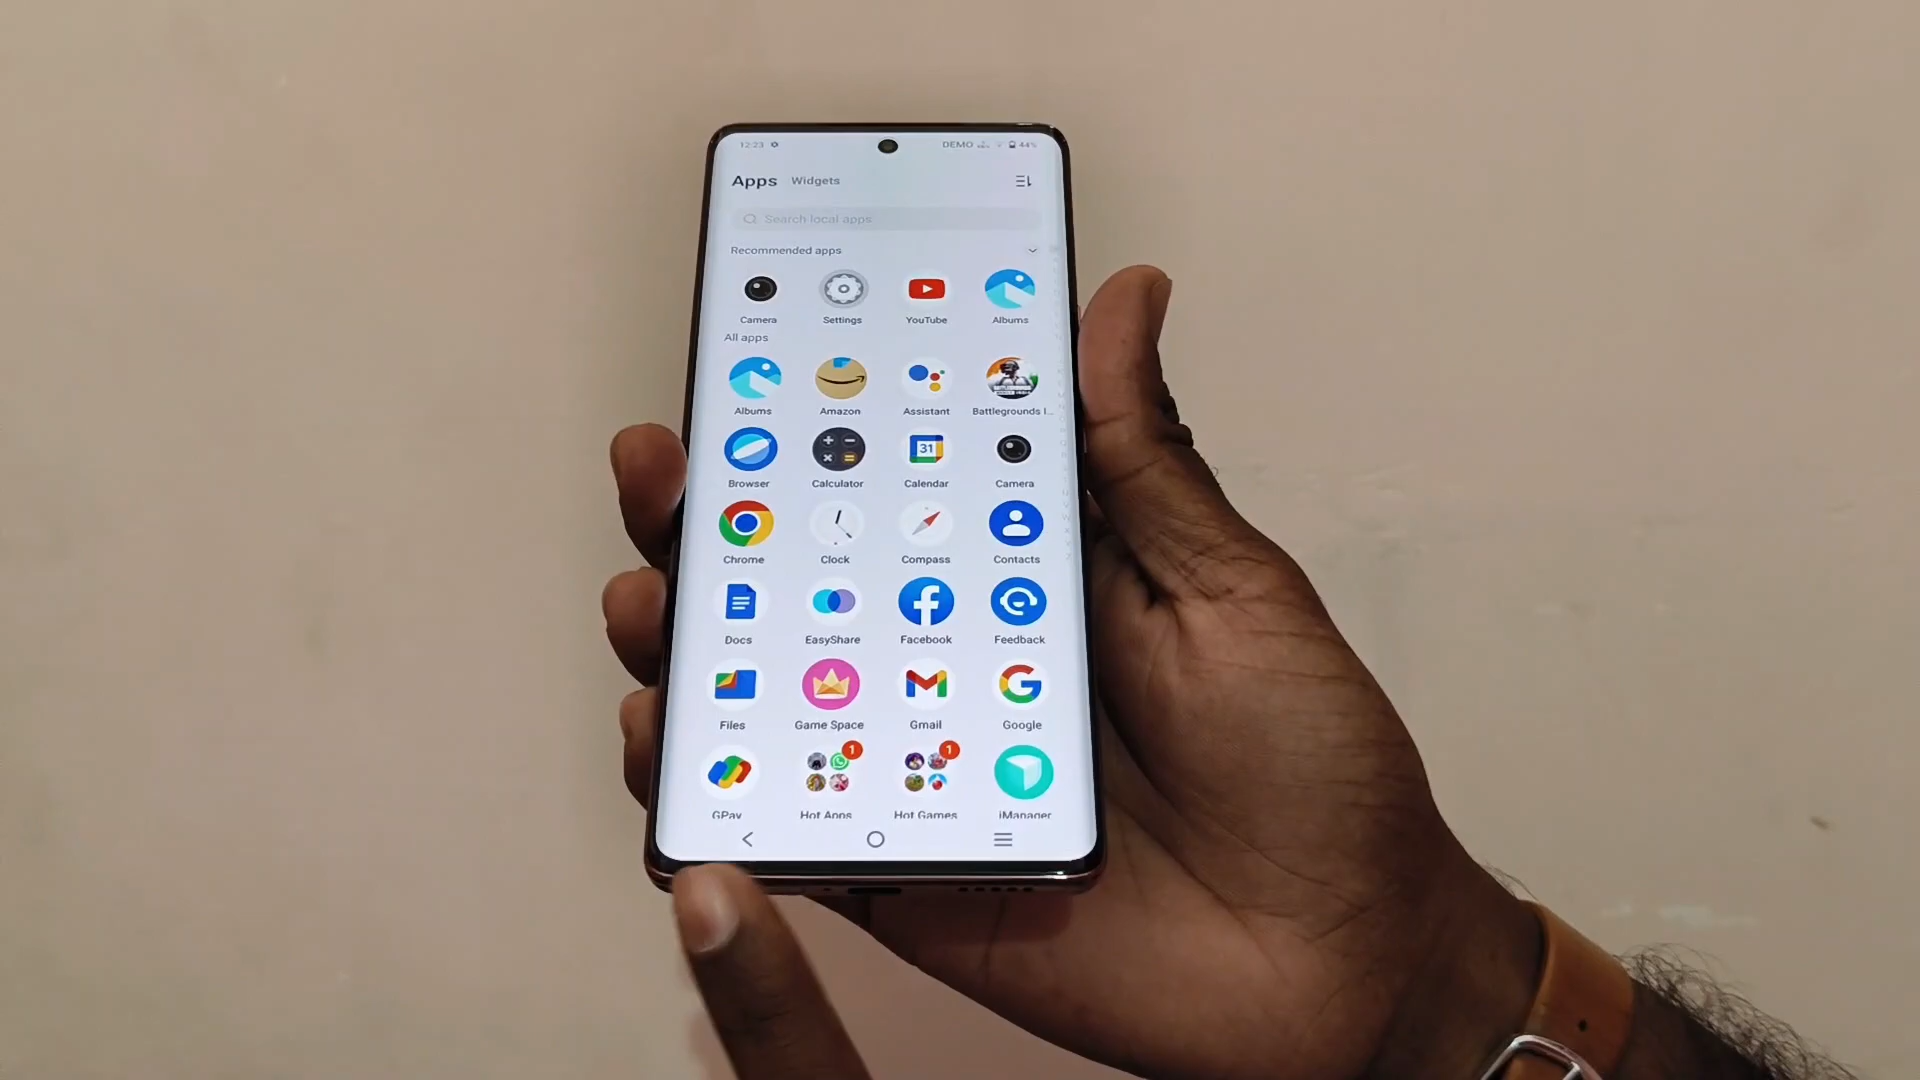 12:23 DEMO 44%
Apps Widgets
Search local apps
Recommended apps
Camera Settings YouTube Albums
All apps
Albums Amazon Assistant Battlegrounds I...
31
Browser Calculator Calendar Camera
Chrome Clock Compass Contacts
Docs EasyShare Facebook Feedback
Files Game Space Gmail Google
1 1
GPay Hot Apps Hot Games iManager